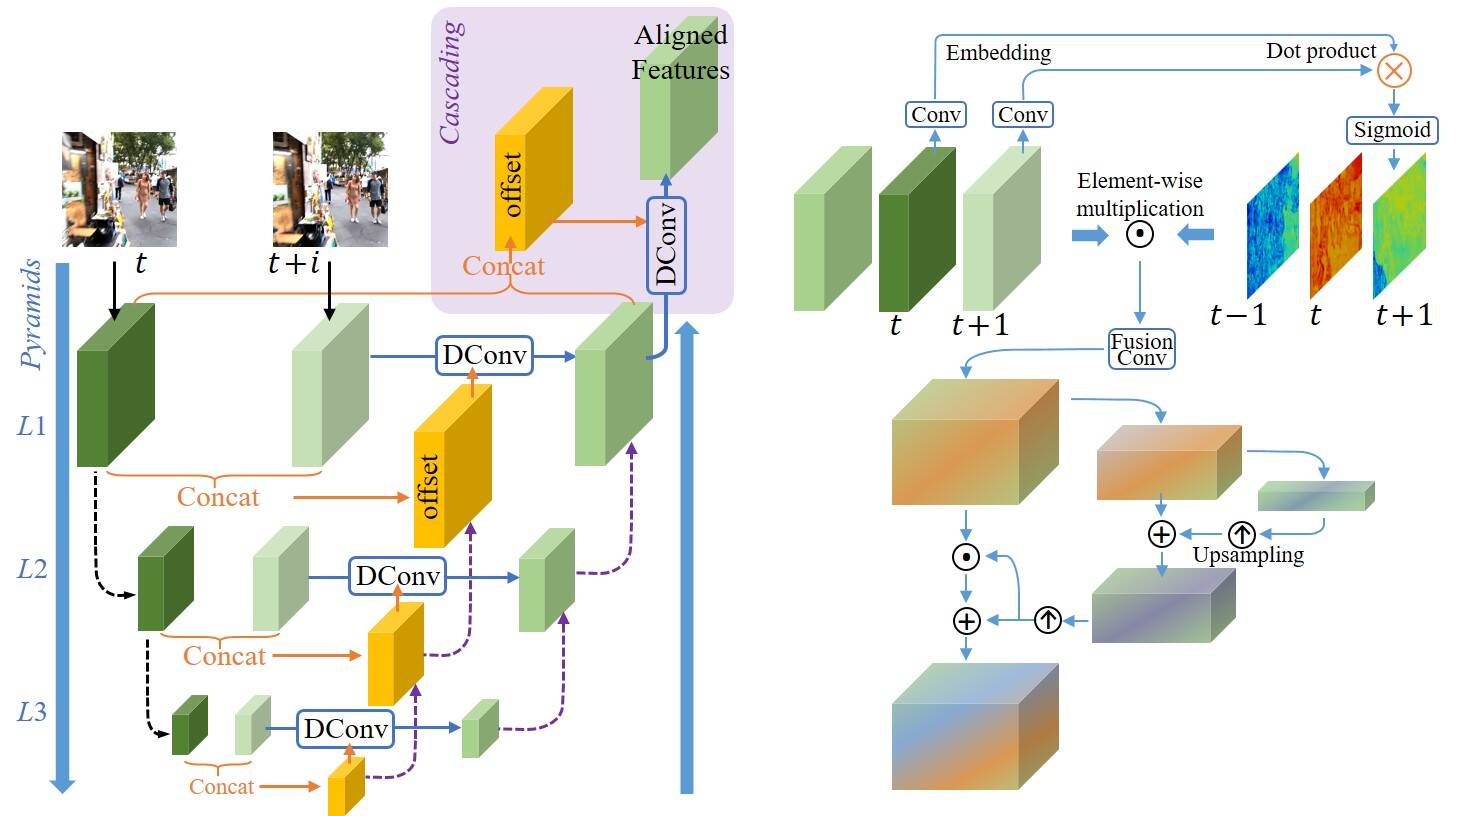 Cascading
Aligned
Features
offset
Concat
DConv
t
t+i
Pyramids
DConv
L1
offset
Concat
L2
DConv
Concat
L3
DConv
Concat
Embedding
Dot product
Conv
Conv
Sigmoid
Element-wise
multiplication
t
t+1
t−1
t
t+1
Fusion
Conv
Upsampling